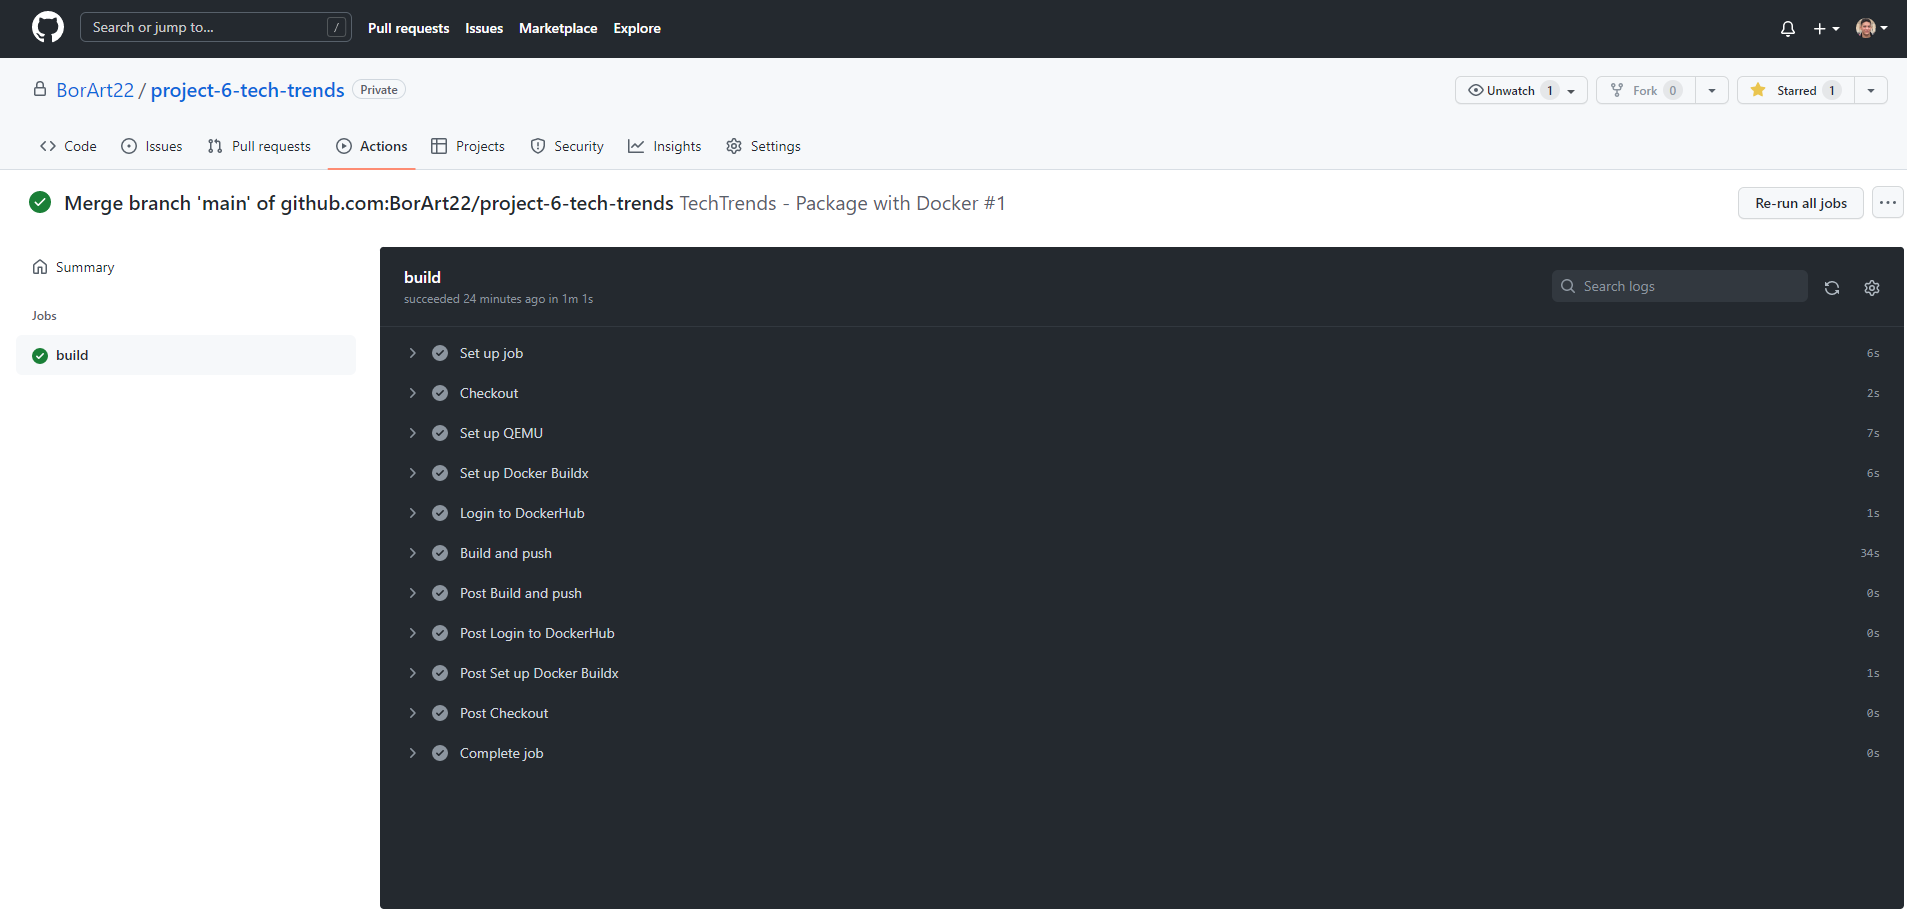 Search or jump to... / Pull requests Issues Marketplace Explore
BorArt22 / project-6-tech-trends Private Unwatch 1 Fork 0 Starred 1
Code Issues Pull requests Actions Projects Security Insights Settings
Merge branch 'main' of github.com:BorArt22/project-6-tech-trends TechTrends - Package with Docker #1 Re-run all jobs
Summary
Jobs
build
build
succeeded 24 minutes ago in 1m 1s
Search logs
Set up job 6s
Checkout 2s
Set up QEMU 7s
Set up Docker Buildx 6s
Login to DockerHub 1s
Build and push 34s
Post Build and push 0s
Post Login to DockerHub 0s
Post Set up Docker Buildx 1s
Post Checkout 0s
Complete job 0s